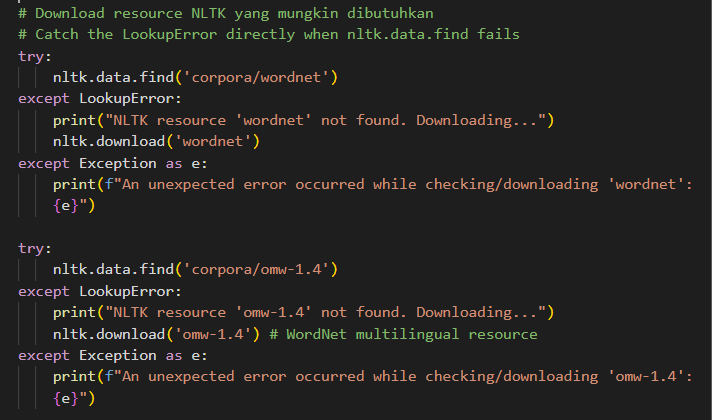 # Download resource NLTK yang mungkin dibutuhkan
# Catch the LookupError directly when nltk.data.find fails
try:
    nltk.data.find('corpora/wordnet')
except LookupError:
    print("NLTK resource 'wordnet' not found. Downloading...")
    nltk.download('wordnet')
except Exception as e:
    print(f"An unexpected error occurred while checking/downloading 'wordnet':
    {e}")

try:
    nltk.data.find('corpora/omw-1.4')
except LookupError:
    print("NLTK resource 'omw-1.4' not found. Downloading...")
    nltk.download('omw-1.4') # WordNet multilingual resource
except Exception as e:
    print(f"An unexpected error occurred while checking/downloading 'omw-1.4':
    {e}")